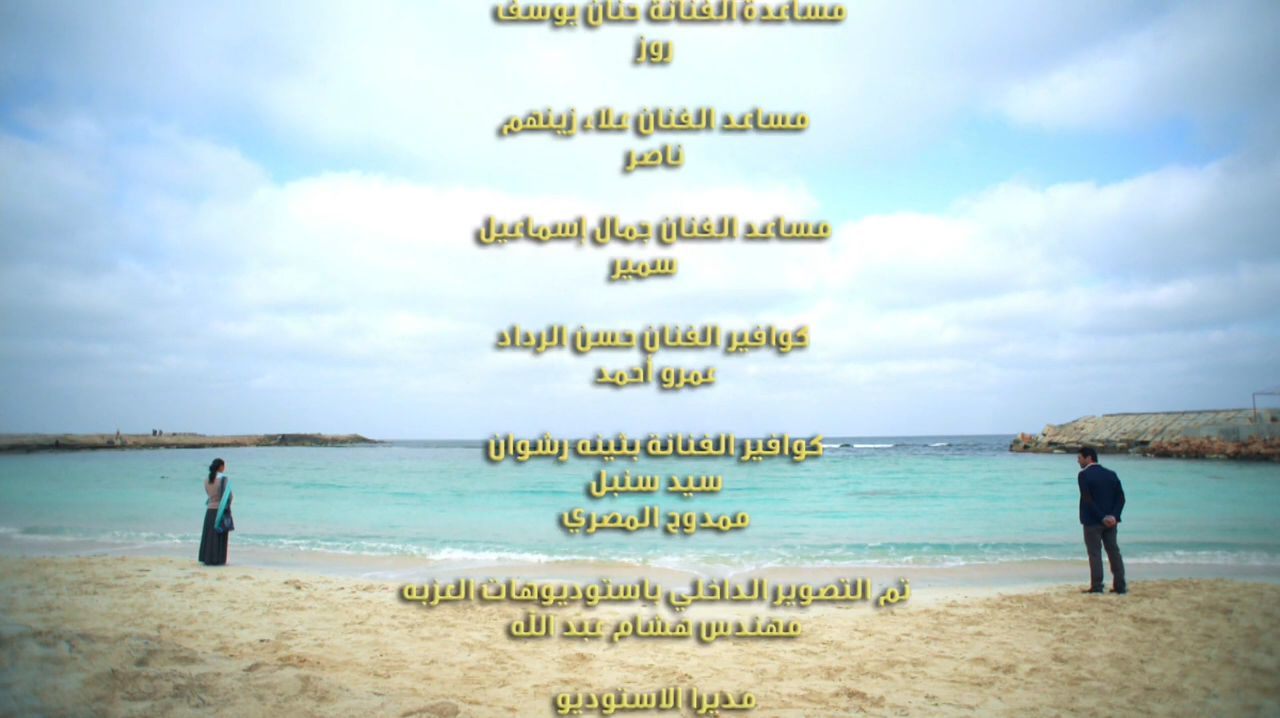 مساعدة الفنانة حنان يوسف
روز
مساعد الفنان علاء زينهم
ناصر
مساعد الفنان جمال إسماعيل
سمير
كوافير الفنان حسن الرداد
عمرو أحمد
كوافير الفنانة بثينه رشوان
سيد سنبل
ممدوح المصري
تم التصوير الداخلي باستوديوهات العزبه
مهندس هشام عبد الله
مديرا الاستوديو